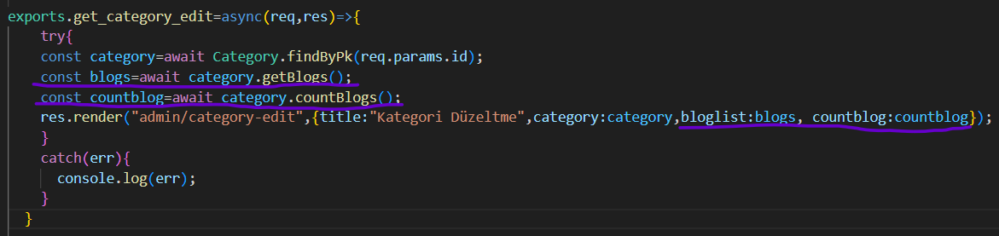 exports.get_category_edit=async(req,res)=>{
try{
const category=await Category.findByPk(req.params.id);
const blogs=await category.getBlogs();
const countblog=await category.countBlogs();
res.render("admin/category-edit",{title:"Kategori Düzeltme",category:category,bloglist:blogs, countblog:countblog});
}
catch(err){
console.log(err);
}
}